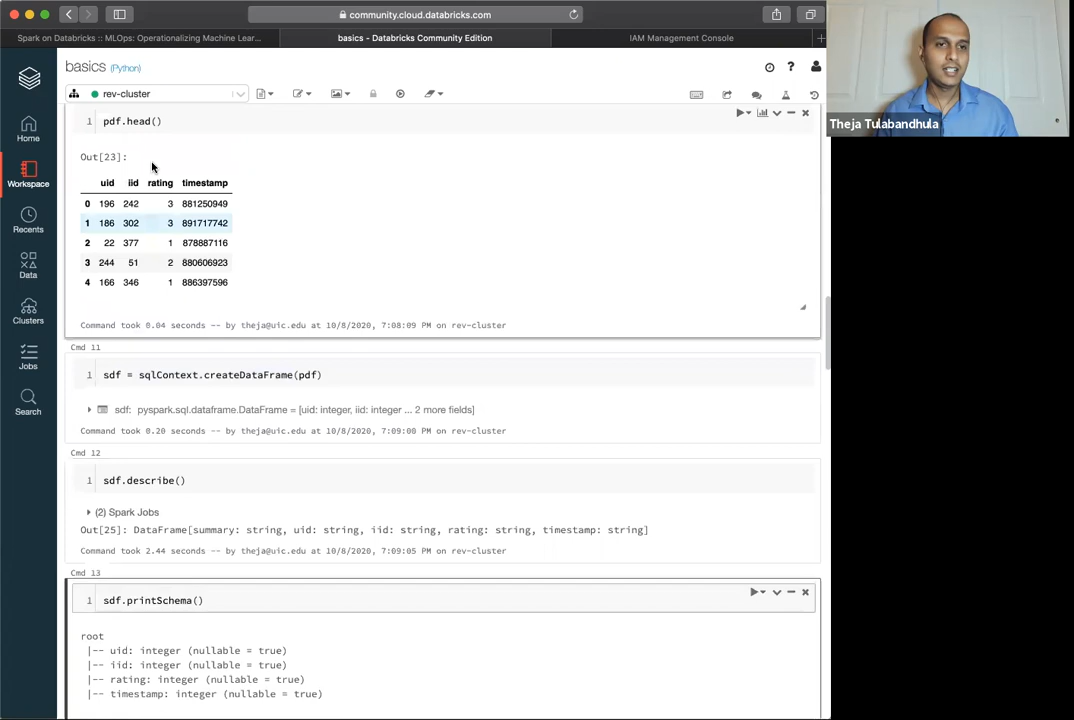 community.cloud.databricks.com
Spark on Databricks :: MLOps: Operationalizing Machine Lear...
basics - Databricks Community Edition
IAM Management Console
basics (Python)
rev-cluster
Home
Workspace
Recents
Data
Clusters
Jobs
Search
1 pdf.head()
Out[23]:
uid iid rating timestamp
0 196 242 3 881250949
1 186 302 3 891717742
2 22 377 1 878887116
3 244 51 2 880606923
4 166 346 1 886397596
Command took 0.04 seconds -- by theja@uic.edu at 10/8/2020, 7:08:09 PM on rev-cluster
Cmd 11
1 sdf = sqlContext.createDataFrame(pdf)
sdf: pyspark.sql.dataframe.DataFrame = [uid: integer, iid: integer ... 2 more fields]
Command took 0.20 seconds -- by theja@uic.edu at 10/8/2020, 7:09:00 PM on rev-cluster
Cmd 12
1 sdf.describe()
(2) Spark Jobs
Out[25]: DataFrame[summary: string, uid: string, iid: string, rating: string, timestamp: string]
Command took 2.44 seconds -- by theja@uic.edu at 10/8/2020, 7:09:05 PM on rev-cluster
Cmd 13
1 sdf.printSchema()
root
|-- uid: integer (nullable = true)
|-- iid: integer (nullable = true)
|-- rating: integer (nullable = true)
|-- timestamp: integer (nullable = true)
Theja Tulabandhula